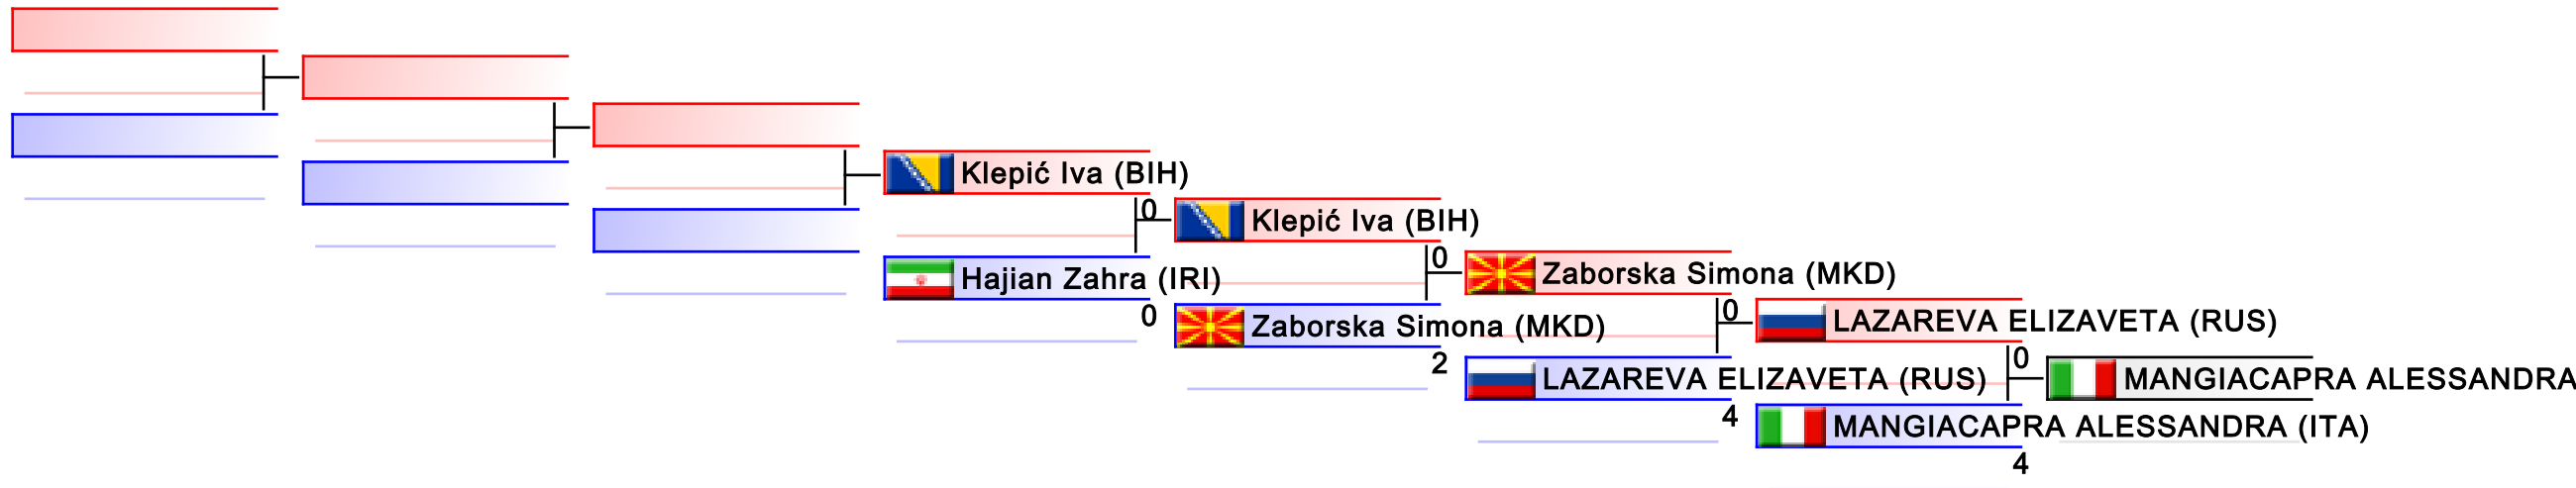 Klepić Iva (BIH)
0
Klepić Iva (BIH)
Hajian Zahra (IRI)
0
0
Zaborska Simona (MKD)
Zaborska Simona (MKD)
2
0
LAZAREVA ELIZAVETA (RUS)
LAZAREVA ELIZAVETA (RUS)
4
0
MANGIACAPRA ALESSANDRA
MANGIACAPRA ALESSANDRA (ITA)
4